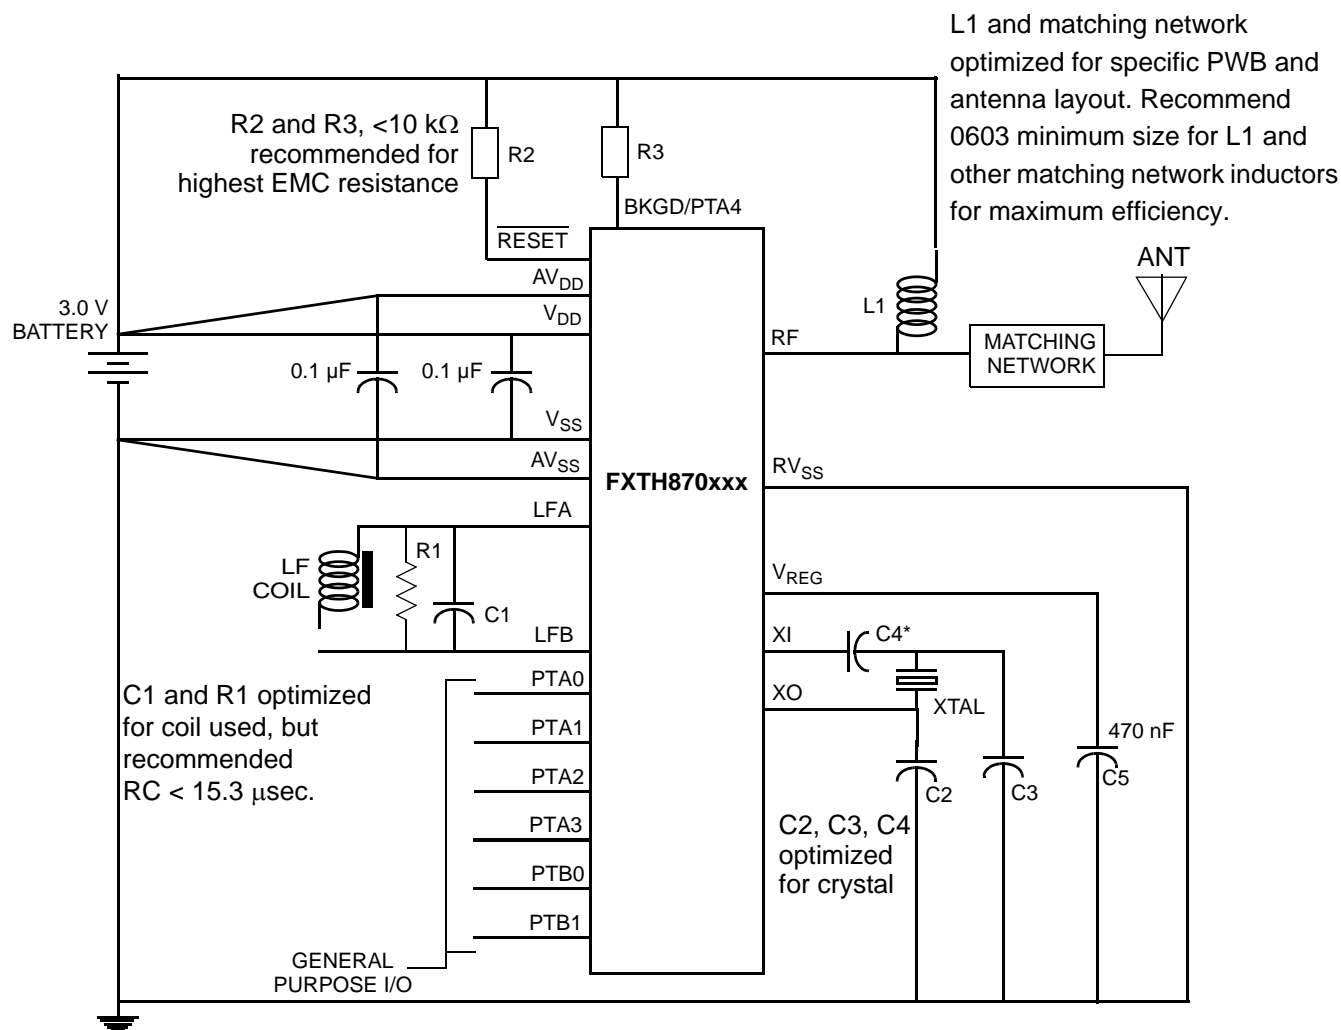 L1 and matching network
optimized for specific PWB and
antenna layout. Recommend
0603 minimum size for L1 and
other matching network inductors
for maximum efficiency.
R2 and R3, <10 kΩ
recommended for
highest EMC resistance
R2
R3
BKGD/PTA4
RESET
AVDD
VDD
3.0 V
BATTERY
0.1 µF
0.1 µF
VSS
AVSS
LFA
LF
COIL
R1
C1
LFB
C1 and R1 optimized
for coil used, but
recommended
RC < 15.3 µsec.
PTA0
PTA1
PTA2
PTA3
PTB0
PTB1
GENERAL
PURPOSE I/O
FXTH870xxx
RF
L1
ANT
MATCHING
NETWORK
RVSS
VREG
XI
C4*
XO
XTAL
470 nF
C2
C3
C5
C2, C3, C4
optimized
for crystal